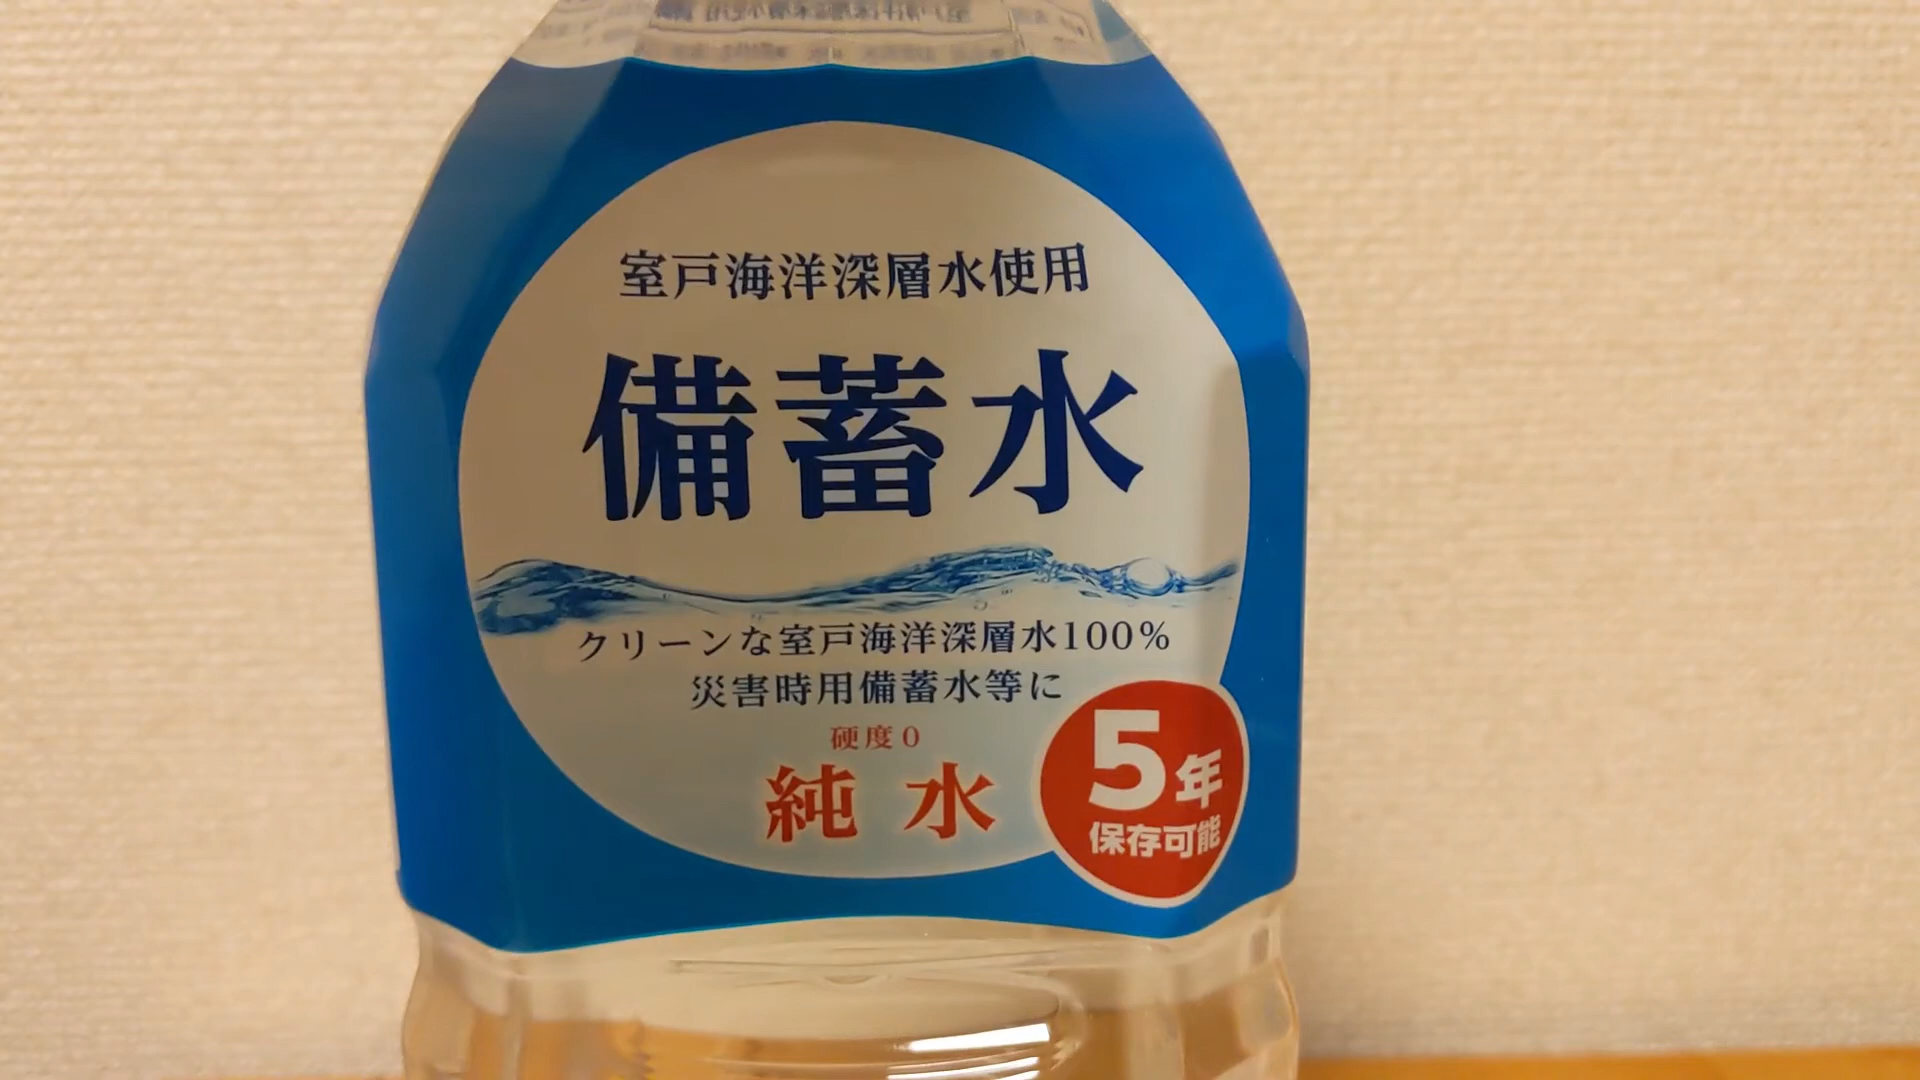 室戸海洋深層水使用
備蓄水
クリーンな室戸海洋深層水100%
災害時用備蓄水等に
硬度0
純水
5年
保存可能